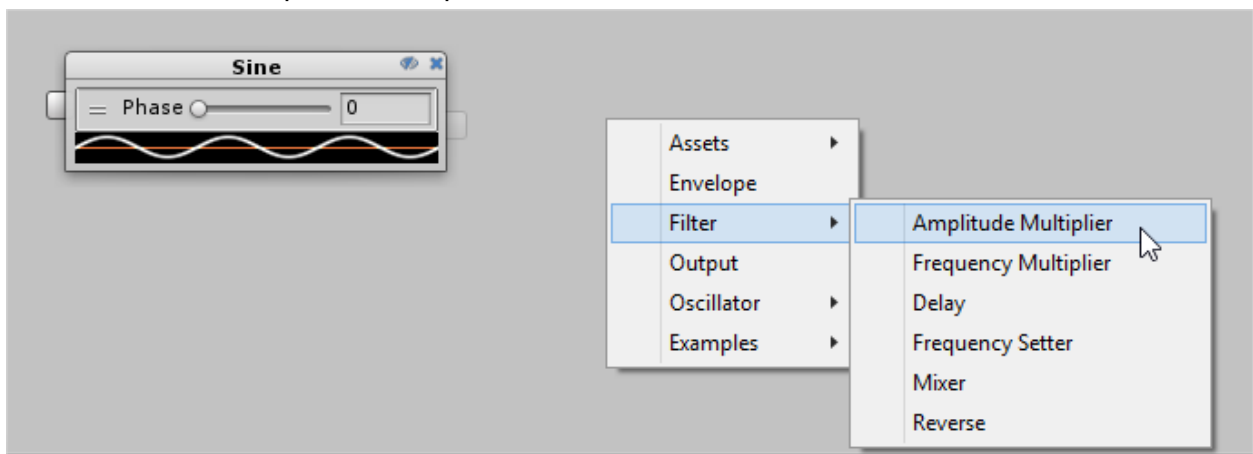 Sine
Phase 0
Assets
Envelope
Filter
Output
Oscillator
Examples
Amplitude Multiplier
Frequency Multiplier
Delay
Frequency Setter
Mixer
Reverse